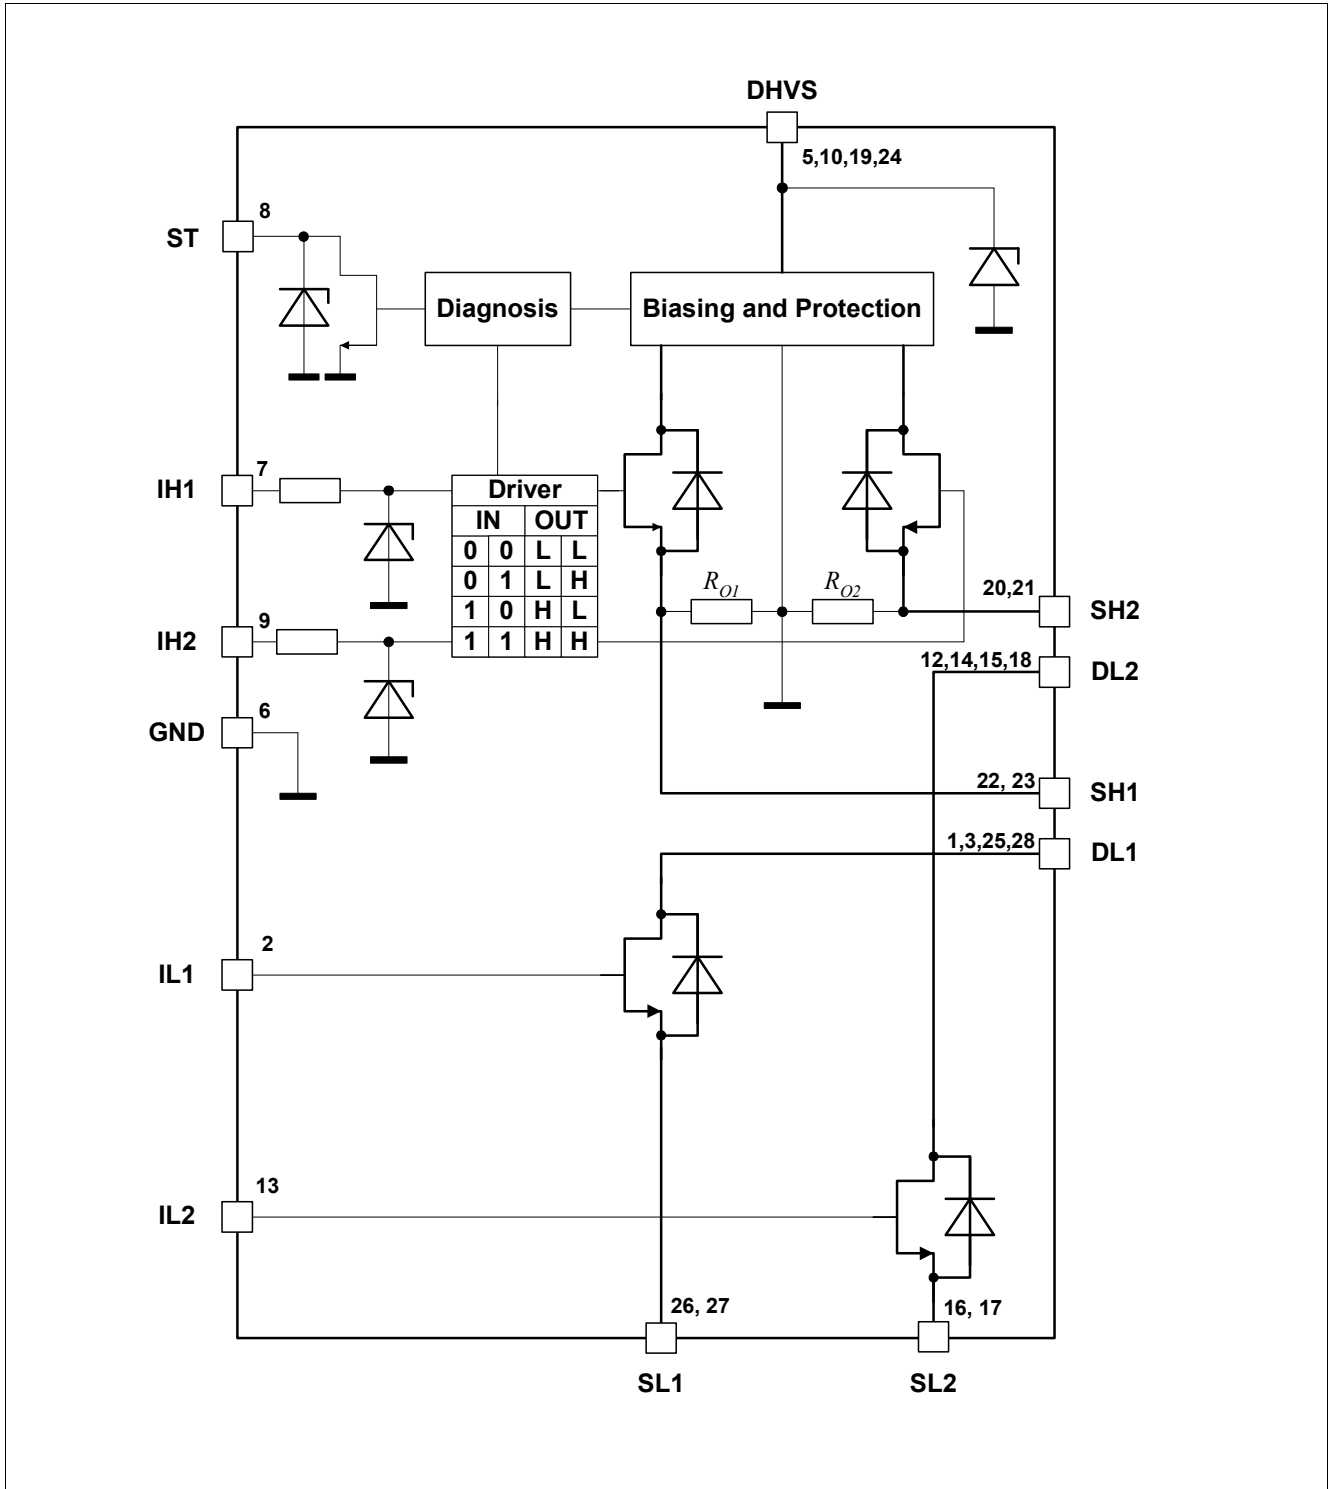 DHVS
5,10,19,24
8
ST
Diagnosis
Biasing and Protection
7
IH1
Driver
IN OUT
0 0 L L
0 1 L H
1 0 H L
1 1 H H
RO1
RO2
20,21
SH2
9
IH2
12,14,15,18
DL2
6
GND
22, 23
SH1
1,3,25,28
DL1
2
IL1
13
IL2
26, 27
16, 17
SL1
SL2